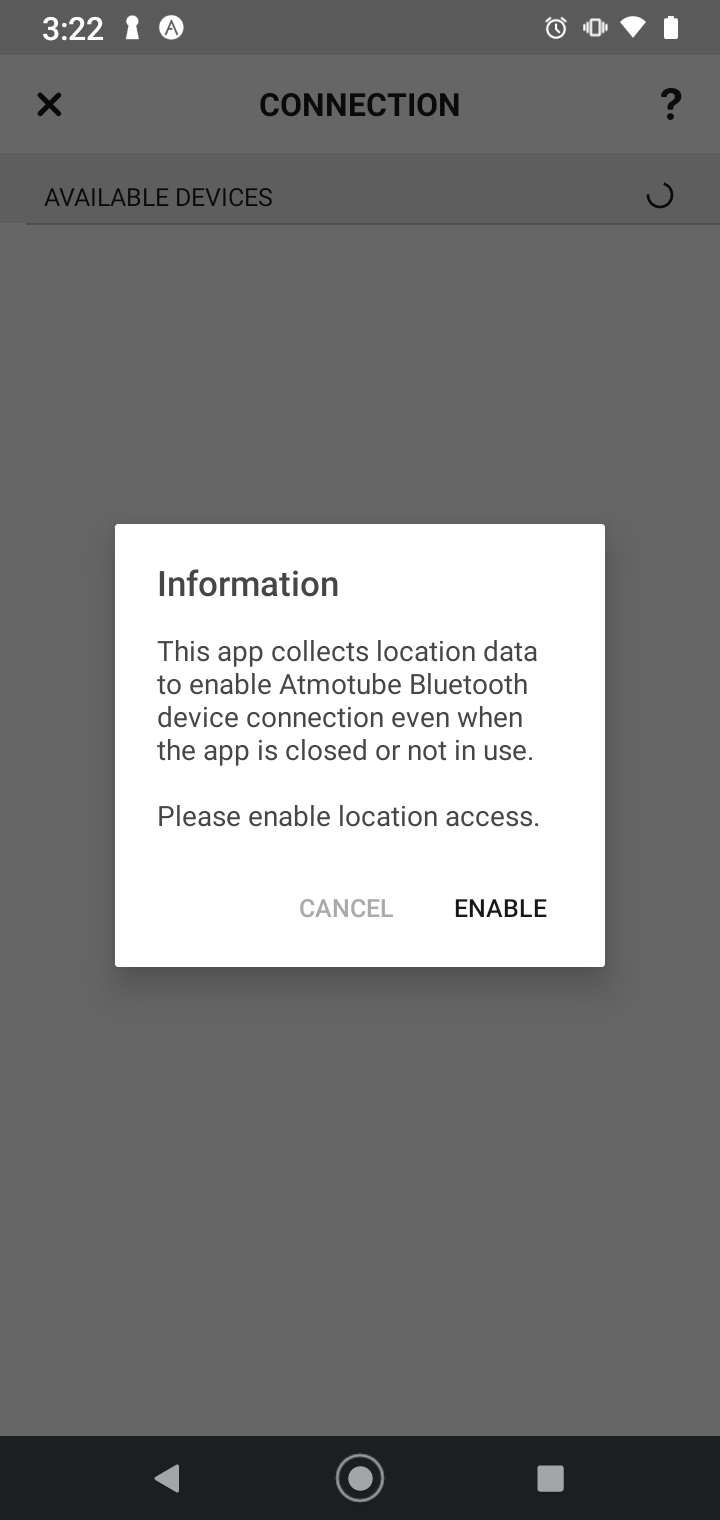 3:22
CONNECTION ?
AVAILABLE DEVICES
Information
This app collects location data
to enable Atmotube Bluetooth
device connection even when
the app is closed or not in use.
Please enable location access.
CANCEL ENABLE